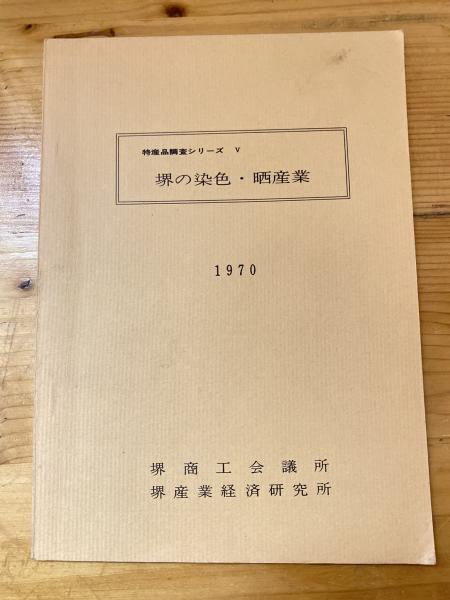 特産品調査シリーズ V
堺の染色・晒産業
1970
堺商工会議所
堺産業経済研究所